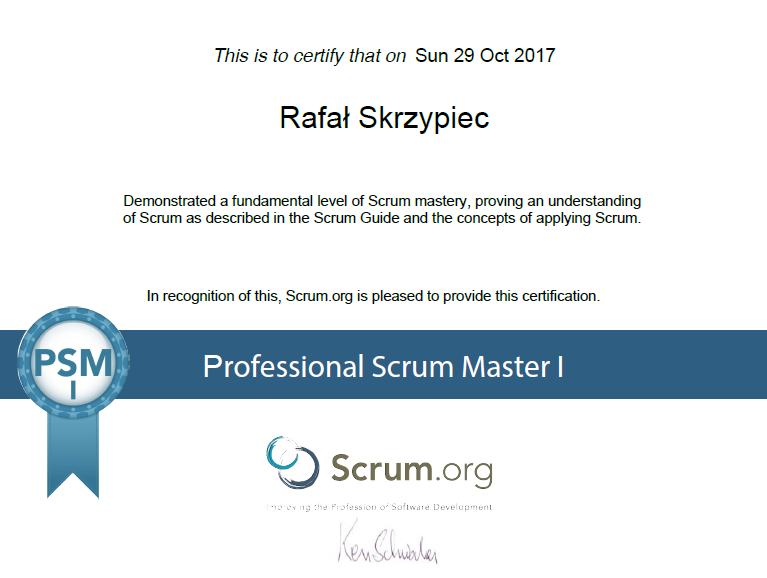 This is to certify that on Sun 29 Oct 2017
Rafał Skrzypiec
Demonstrated a fundamental level of Scrum mastery, proving an understanding
of Scrum as described in the Scrum Guide and the concepts of applying Scrum.
In recognition of this, Scrum.org is pleased to provide this certification.
PSM
I
Professional Scrum Master I
Scrum.org
Improving the Profession of Software Development
Ken Schwaber